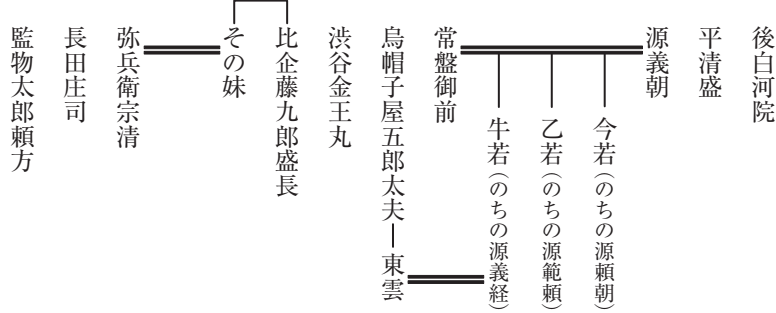 後白河院
平清盛
源義朝
今若（のちの源頼朝）
乙若（のちの源範頼）
牛若（のちの源義経）
常盤御前
烏帽子屋五郎太夫
東雲
渋谷金王丸
比企藤九郎盛長
その妹
弥兵衛宗清
長田庄司
監物太郎頼方